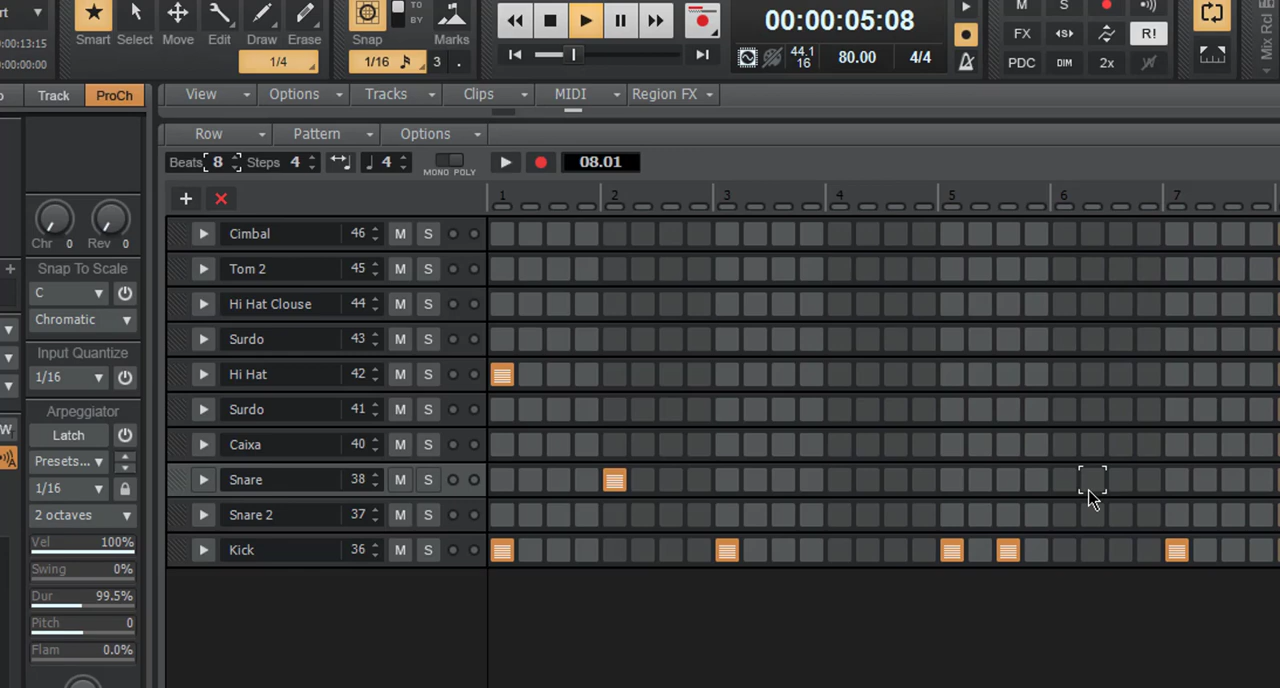 TO
BY
00:00:05:08
M S
0:00:13:15
0:00:00:00
Smart Select Move Edit Draw Erase Snap Marks
1/4 1/16 3 .
44.1
16 80.00 4/4
FX R!
PDC DIM 2x
Mix Rcl
Track ProCh View Options Tracks Clips MIDI Region FX
Row Pattern Options
Beats 8 Steps 4 4 MONO POLY 08.01
+ 1 2 3 4 5 6 7
Cimbal 46 M S
Tom 2 45 M S
Hi Hat Clouse 44 M S
Surdo 43 M S
Hi Hat 42 M S
Surdo 41 M S
Caixa 40 M S
Snare 38 M S
Snare 2 37 M S
Kick 36 M S
Chr 0 Rev 0
Snap To Scale
C
Chromatic
Input Quantize
1/16
Arpeggiator
Latch
Presets...
1/16
2 octaves
Vel 100%
Swing 0%
Dur 99.5%
Pitch 0
Flam 0.0%
W
A